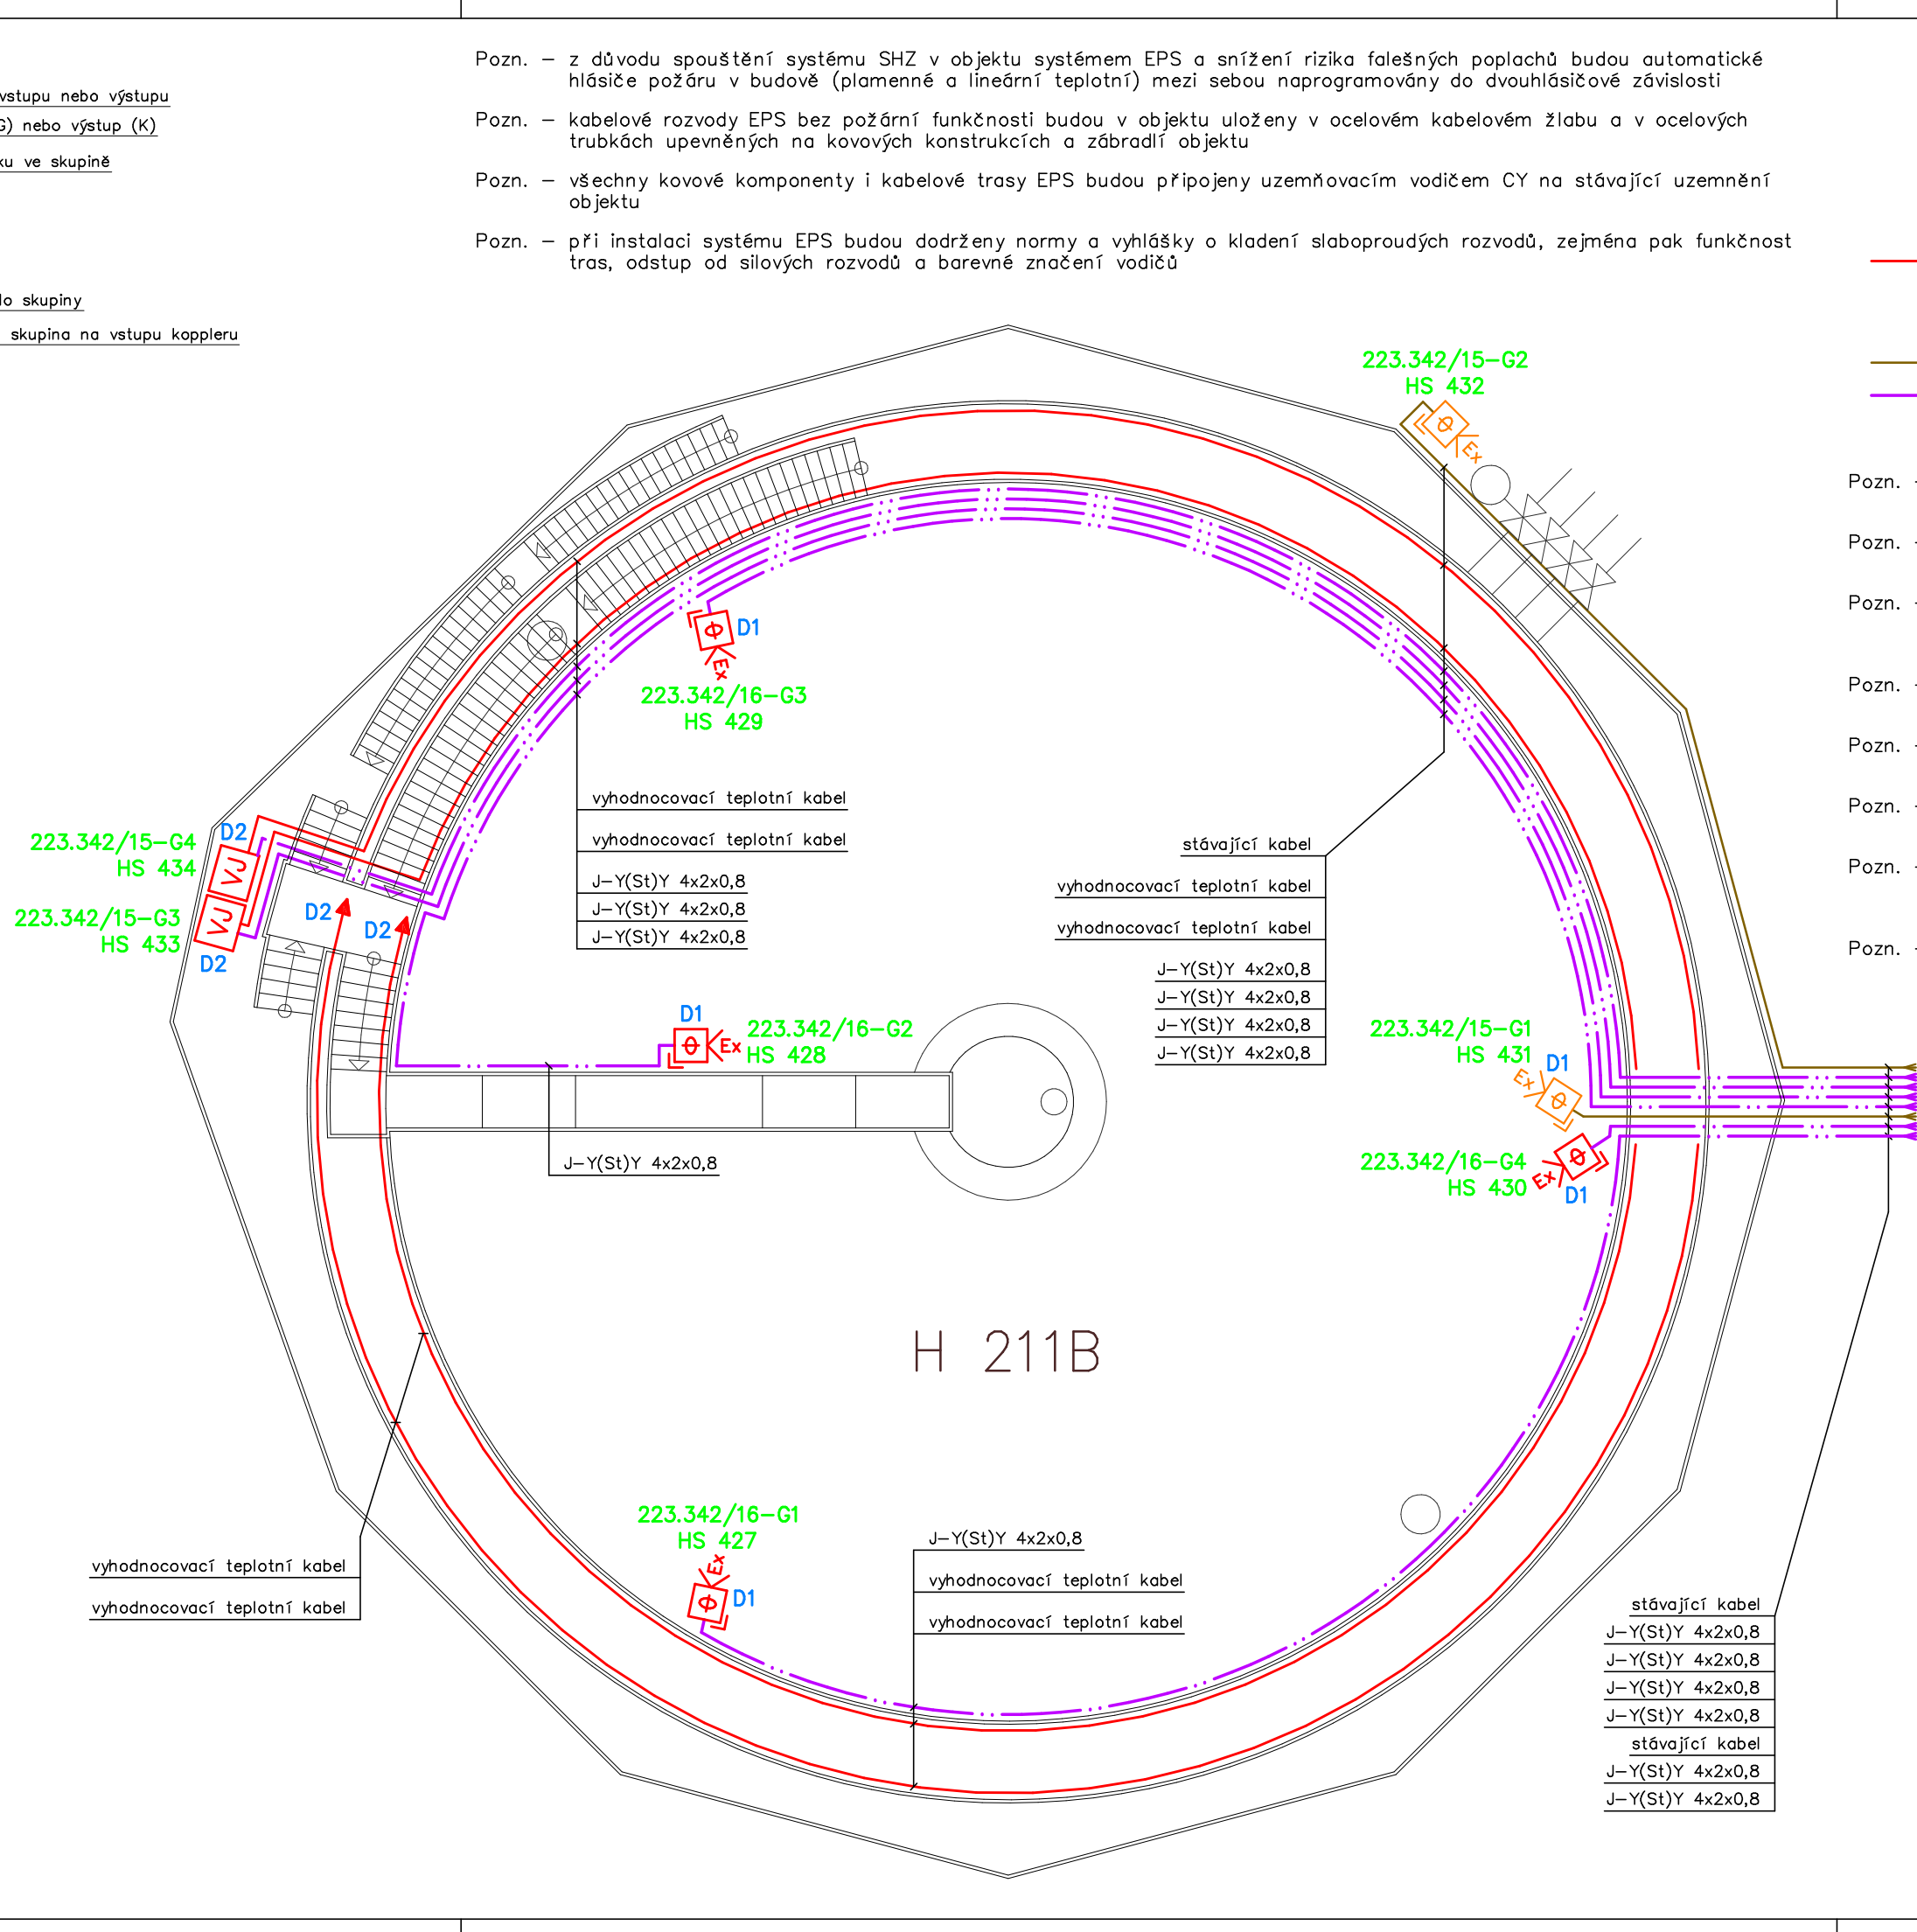 Pozn. – z důvodu spouštění systému SHZ v objektu systémem EPS a snížení rizika falešných poplachů budou automatické
hlásiče požáru v budově (plamenné a lineární teplotní) mezi sebou naprogramovány do dvouhlásičové závislosti
vstupu nebo výstupu
G) nebo výstup (K)
ku ve skupině
Pozn. – kabelové rozvody EPS bez požární funkčnosti budou v objektu uloženy v ocelovém kabelovém žlabu a v ocelových
trubkách upevněných na kovových konstrukcích a zábradlí objektu
Pozn. – všechny kovové komponenty i kabelové trasy EPS budou připojeny uzemňovacím vodičem CY na stávající uzemnění
objektu
Pozn. – při instalaci systému EPS budou dodrženy normy a vyhlášky o kladení slaboproudých rozvodů, zejména pak funkčnost
tras, odstup od silových rozvodů a barevné značení vodičů
do skupiny
skupina na vstupu koppleru
223.342/15–G2
HS 432
Ex
Pozn. –
Pozn. –
Pozn. –
Pozn. –
Pozn. –
Pozn. –
Pozn. –
Pozn. –
D1
Ex
223.342/16–G3
HS 429
vyhodnocovací teplotní kabel
vyhodnocovací teplotní kabel
J–Y(St)Y 4x2x0,8
J–Y(St)Y 4x2x0,8
J–Y(St)Y 4x2x0,8
stávající kabel
vyhodnocovací teplotní kabel
vyhodnocovací teplotní kabel
J–Y(St)Y 4x2x0,8
J–Y(St)Y 4x2x0,8
J–Y(St)Y 4x2x0,8
J–Y(St)Y 4x2x0,8
223.342/15–G4
HS 434
D2
VJ
223.342/15–G3
HS 433
VJ
D2
D2
D2
D1
Ex
223.342/16–G2
HS 428
J–Y(St)Y 4x2x0,8
223.342/15–G1
HS 431
D1
Ex
223.342/16–G4
HS 430
Ex
D1
H 211B
223.342/16–G1
HS 427
Ex
D1
vyhodnocovací teplotní kabel
vyhodnocovací teplotní kabel
J–Y(St)Y 4x2x0,8
vyhodnocovací teplotní kabel
vyhodnocovací teplotní kabel
stávající kabel
J–Y(St)Y 4x2x0,8
J–Y(St)Y 4x2x0,8
J–Y(St)Y 4x2x0,8
J–Y(St)Y 4x2x0,8
stávající kabel
J–Y(St)Y 4x2x0,8
J–Y(St)Y 4x2x0,8